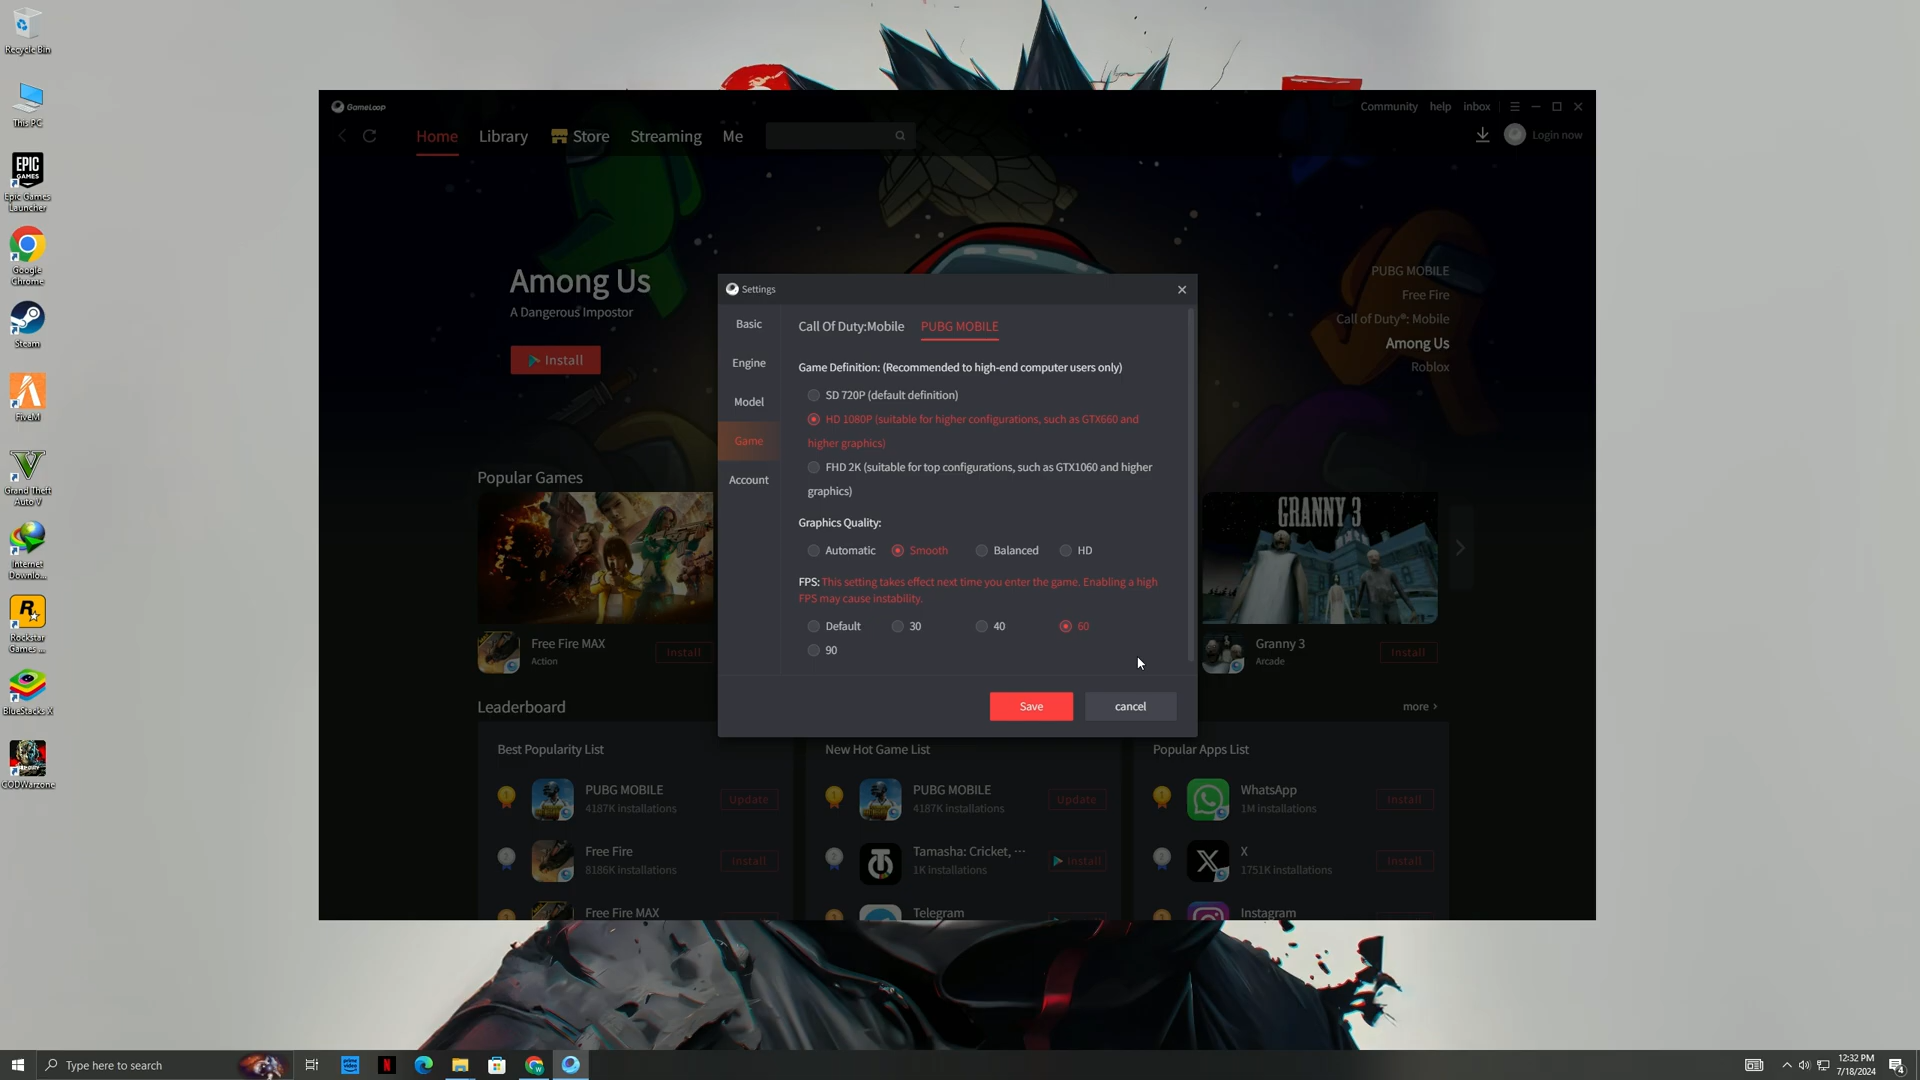 Recycle Bin
This PC
EPIC GAMES
Epic Games
Launcher
Google
Chrome
Steam
FiveM
Grand Theft
Auto V
Internet
Downlo...
Rockstar
Games ...
BlueStacks X
CODWarzone
GameLoop
Community help inbox
Home Library Store Streaming Me
Login now
Among Us
A Dangerous Impostor
Install
PUBG MOBILE
Free Fire
Call of Duty®: Mobile
Among Us
Roblox
Settings
Basic
Engine
Model
Game
Account
Call Of Duty:Mobile PUBG MOBILE
Game Definition: (Recommended to high-end computer users only)
SD 720P (default definition)
HD 1080P (suitable for higher configurations, such as GTX660 and
higher graphics)
FHD 2K (suitable for top configurations, such as GTX1060 and higher
graphics)
Graphics Quality:
Automatic Smooth Balanced HD
FPS: This setting takes effect next time you enter the game. Enabling a high
FPS may cause instability.
Default 30 40 60
90
Save cancel
Popular Games
Free Fire MAX
Action
Install
GRANNY 3
Granny 3
Arcade
Install
Leaderboard
more >
Best Popularity List
PUBG MOBILE
4187K installations
Update
Free Fire
8186K installations
Install
Free Fire MAX
New Hot Game List
PUBG MOBILE
4187K installations
Update
Tamasha: Cricket, ···
1K installations
Install
Telegram
Popular Apps List
WhatsApp
1M installations
Install
X
1751K installations
Install
Instagram
Type here to search
12:32 PM
7/18/2024
4